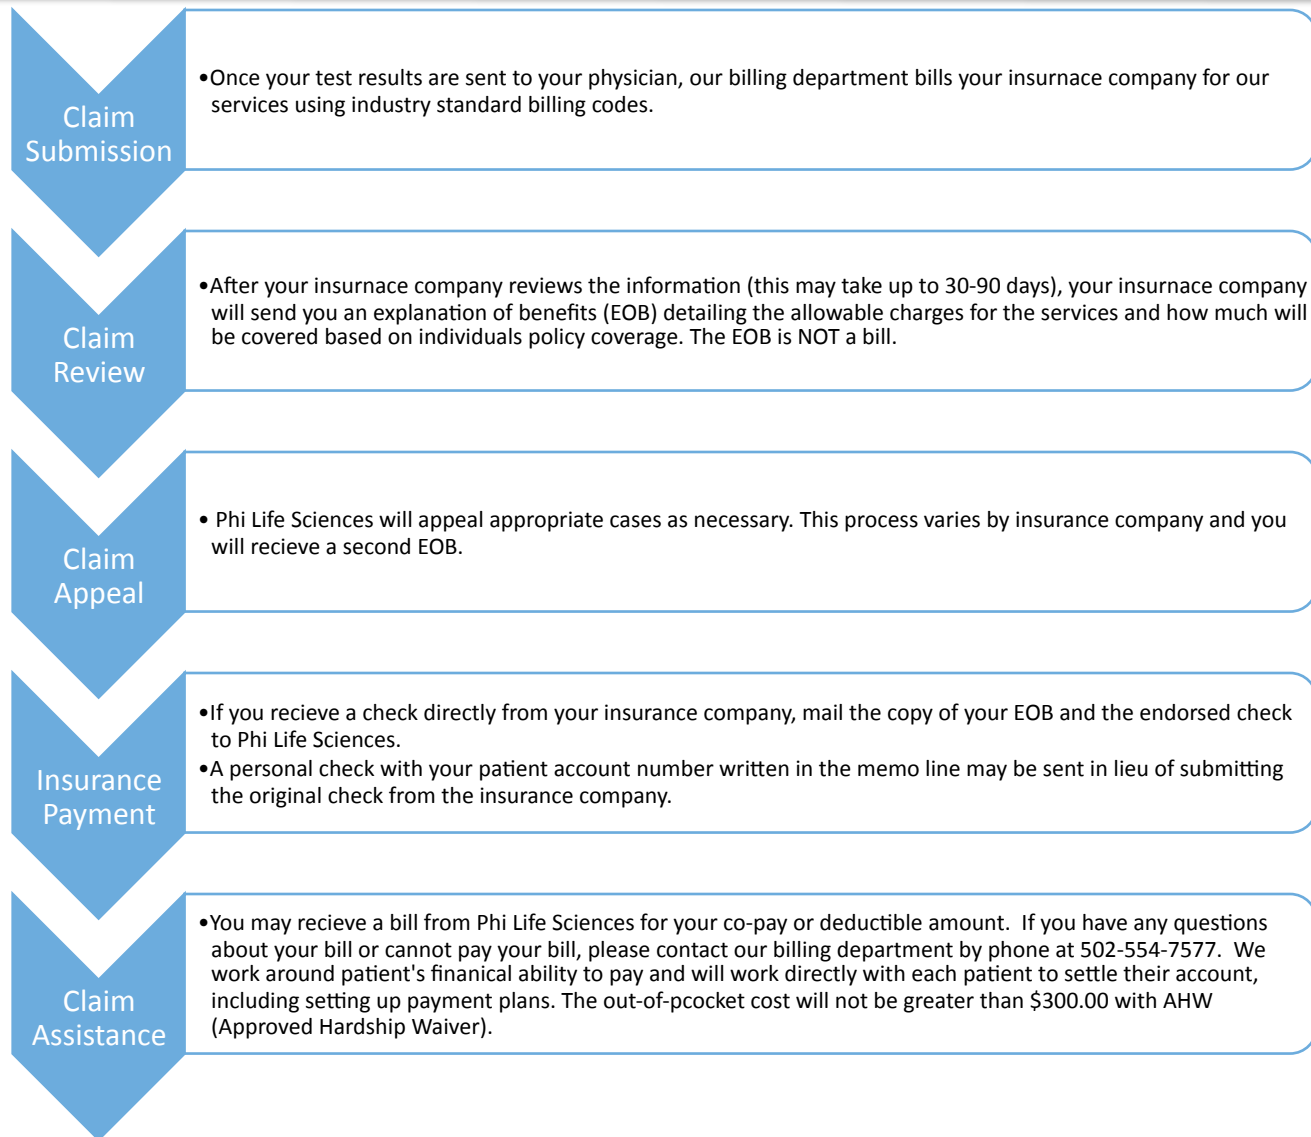 Claim
Submission
•Once your test results are sent to your physician, our billing department bills your insurnace company for our
services using industry standard billing codes.
Claim
Review
•After your insurnace company reviews the information (this may take up to 30-90 days), your insurnace company
will send you an explanation of benefits (EOB) detailing the allowable charges for the services and how much will
be covered based on individuals policy coverage. The EOB is NOT a bill.
Claim
Appeal
• Phi Life Sciences will appeal appropriate cases as necessary. This process varies by insurance company and you
will recieve a second EOB.
Insurance
Payment
•If you recieve a check directly from your insurance company, mail the copy of your EOB and the endorsed check
to Phi Life Sciences.
•A personal check with your patient account number written in the memo line may be sent in lieu of submitting
the original check from the insurance company.
Claim
Assistance
•You may recieve a bill from Phi Life Sciences for your co-pay or deductible amount.  If you have any questions
about your bill or cannot pay your bill, please contact our billing department by phone at 502-554-7577.  We
work around patient's finanical ability to pay and will work directly with each patient to settle their account,
including setting up payment plans. The out-of-pcocket cost will not be greater than $300.00 with AHW
(Approved Hardship Waiver).